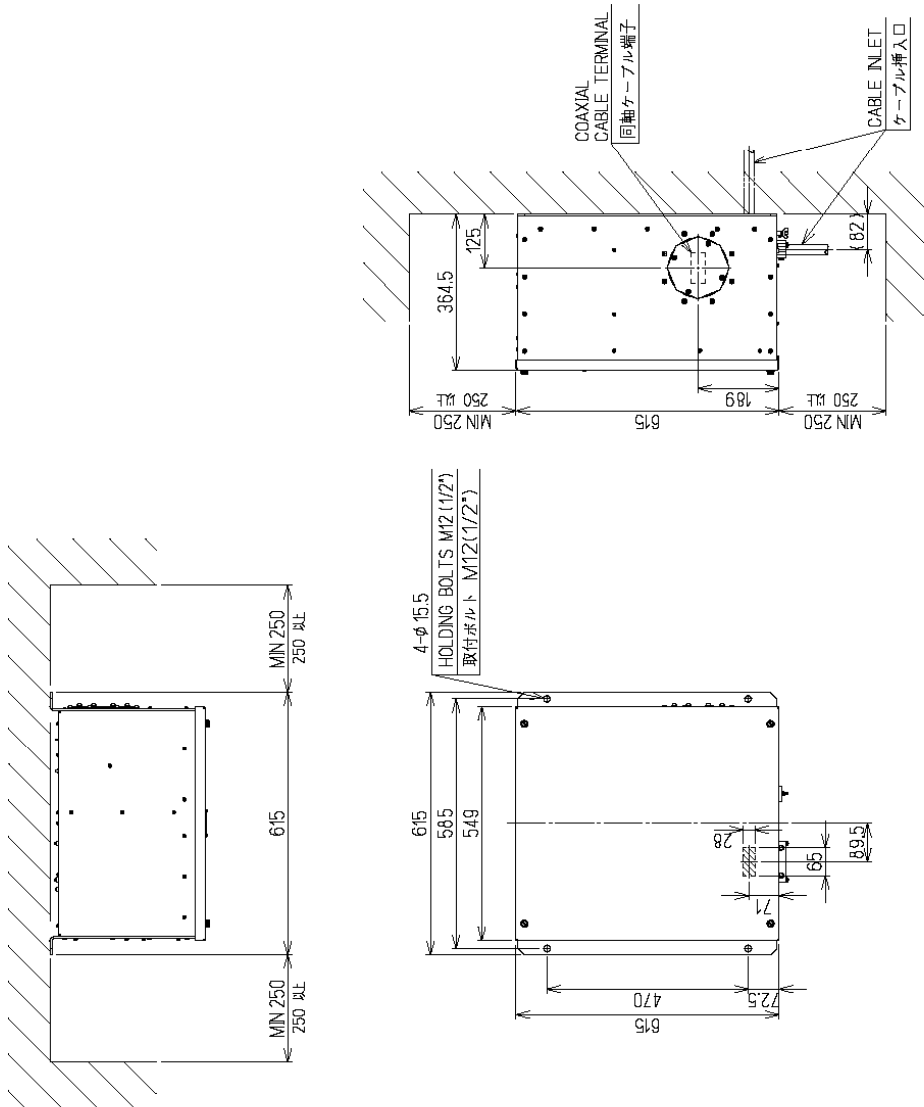 COAXIAL
CABLE TERMINAL
同軸ケーブル端子
CABLE INLET
ケーブル挿入口
364.5
125
(82)
MIN 250
250 以上
615
189
MIN 250
250 以上
MIN 250
250 以上
615
MIN 250
250 以上
4-φ 15.5
HOLDING BOLTS M12 (1/2")
取付ボルト M12(1/2")
615
585
549
28
65
89.5
71
470
72.5
615